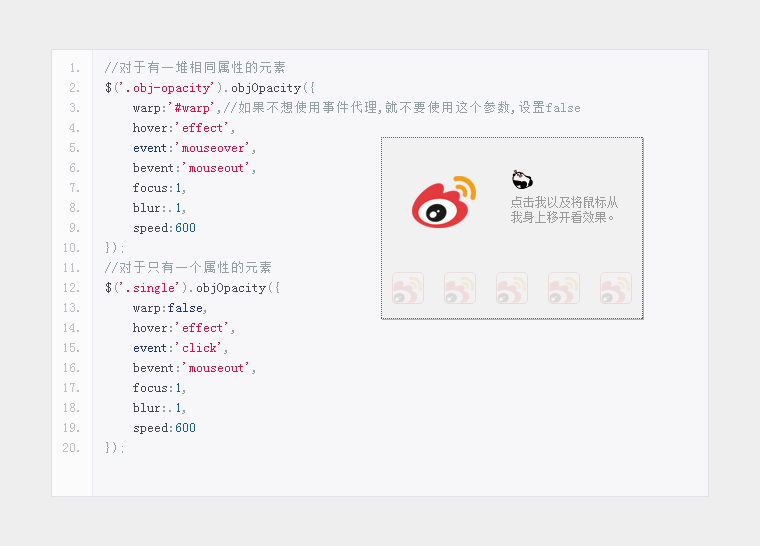 1. //对于有一堆相同属性的元素
2. $('.obj-opacity').objOpacity({
3. warp:'#warp',//如果不想使用事件代理,就不要使用这个参数,设置false
4. hover:'effect',
5. event:'mouseover',
6. bevent:'mouseout',
7. focus:1,
8. blur:.1,
9. speed:600
10. });
11. //对于只有一个属性的元素
12. $('.single').objOpacity({
13. warp:false,
14. hover:'effect',
15. event:'click',
16. bevent:'mouseout',
17. focus:1,
18. blur:.1,
19. speed:600
20. });
点击我以及将鼠标从
我身上移开看效果。